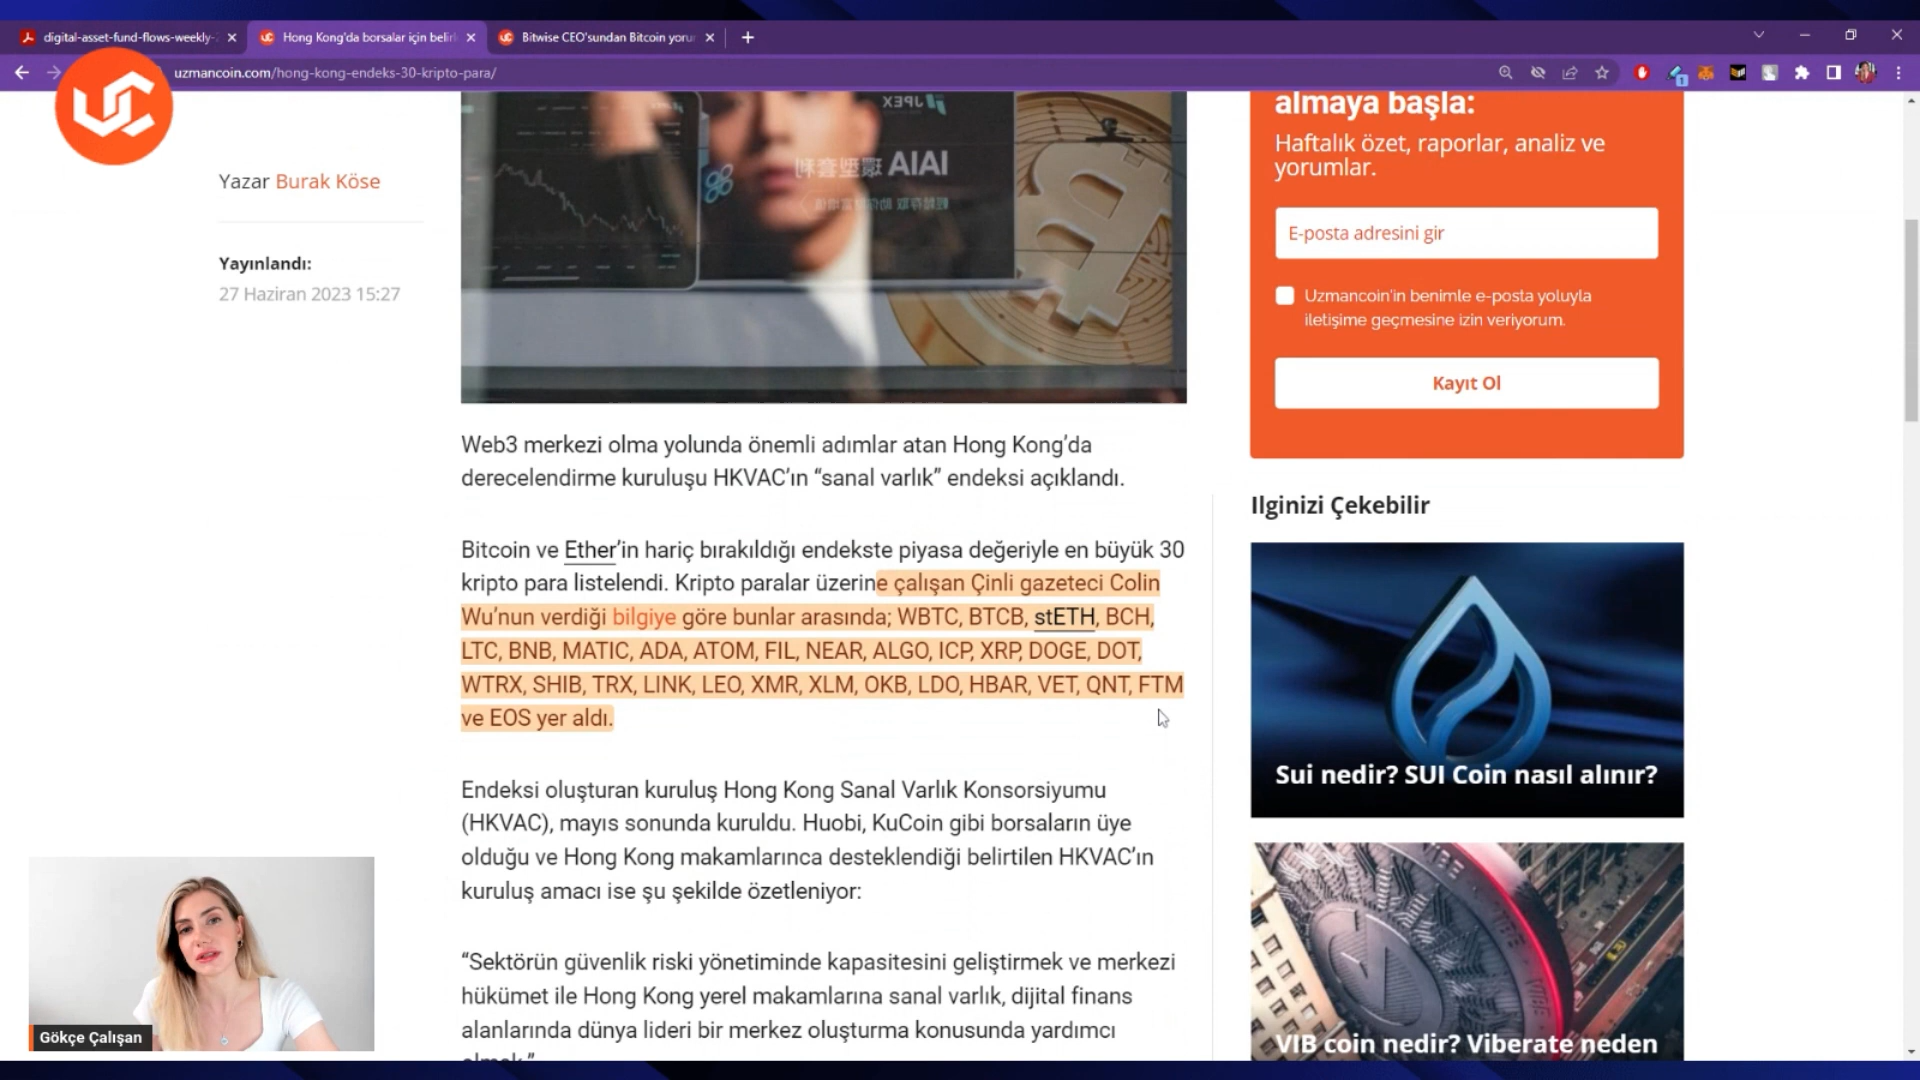 digital-asset-fund-flows-weekly-
Hong Kong'da borsalar için belir
Bitwise CEO'sundan Bitcoin yoru
uzmancoin.com/hong-kong-endeks-30-kripto-para/
Yazar Burak Köse
Yayınlandı:
27 Haziran 2023 15:27
JPEX
AIAI
Web3 merkezi olma yolunda önemli adımlar atan Hong Kong’da
derecelendirme kuruluşu HKVAC’ın “sanal varlık” endeksi açıklandı.
Bitcoin ve Ether’in hariç bırakıldığı endekste piyasa değeriyle en büyük 30
kripto para listelendi. Kripto paralar üzerine çalışan Çinli gazeteci Colin
Wu’nun verdiği bilgiye göre bunlar arasında; WBTC, BTCB, stETH, BCH,
LTC, BNB, MATIC, ADA, ATOM, FIL, NEAR, ALGO, ICP, XRP, DOGE, DOT,
WTRX, SHIB, TRX, LINK, LEO, XMR, XLM, OKB, LDO, HBAR, VET, QNT, FTM
ve EOS yer aldı.
Endeksi oluşturan kuruluş Hong Kong Sanal Varlık Konsorsiyumu
(HKVAC), mayıs sonunda kuruldu. Huobi, KuCoin gibi borsaların üye
olduğu ve Hong Kong makamlarınca desteklendiği belirtilen HKVAC’ın
kuruluş amacı ise şu şekilde özetleniyor:
“Sektörün güvenlik riski yönetiminde kapasitesini geliştirmek ve merkezi
hükümet ile Hong Kong yerel makamlarına sanal varlık, dijital finans
alanlarında dünya lideri bir merkez oluşturma konusunda yardımcı
olmak.”
almaya başla:
Haftalık özet, raporlar, analiz ve
yorumlar.
E-posta adresini gir
Uzmancoin'in benimle e-posta yoluyla
iletişime geçmesine izin veriyorum.
Kayıt Ol
Ilginizi Çekebilir
Sui nedir? SUI Coin nasıl alınır?
VIB coin nedir? Viberate neden
Gökçe Çalışan